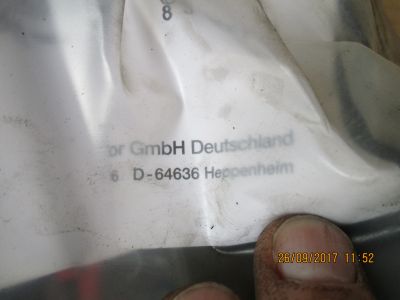 8
or GmbH Deutschland
6 D-64636 Heppenheim
26/09/2017 11:52